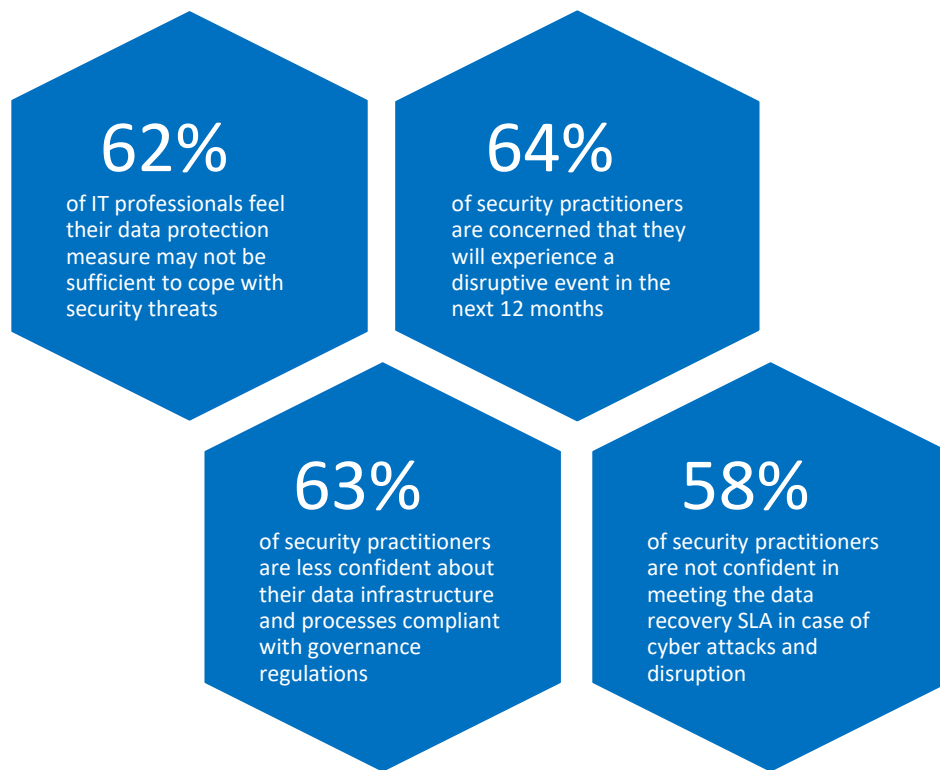 62%
of IT professionals feel
their data protection
measure may not be
sufficient to cope with
security threats
64%
of security practitioners
are concerned that they
will experience a
disruptive event in the
next 12 months
63%
of security practitioners
are less confident about
their data infrastructure
and processes compliant
with governance
regulations
58%
of security practitioners
are not confident in
meeting the data
recovery SLA in case of
cyber attacks and
disruption